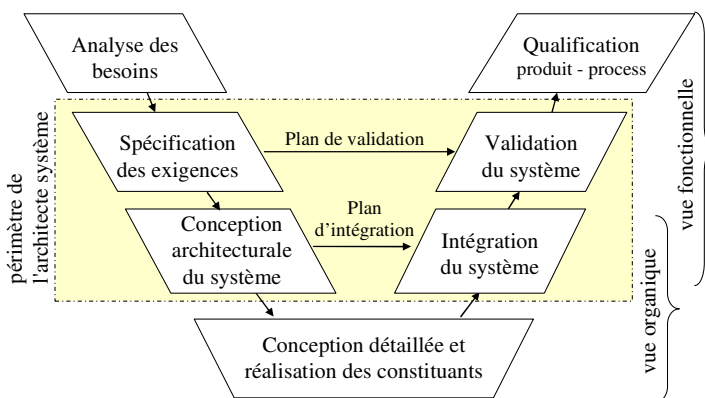 Analyse des
besoins
Qualification
produit - process
Spécification
des exigences
Plan de validation
Validation
du système
Conception
architecturale
du système
Plan
d’intégration
Intégration
du système
Conception détaillée et
réalisation des constituants
périmètre de
l'architecte système
vue fonctionnelle
vue organique